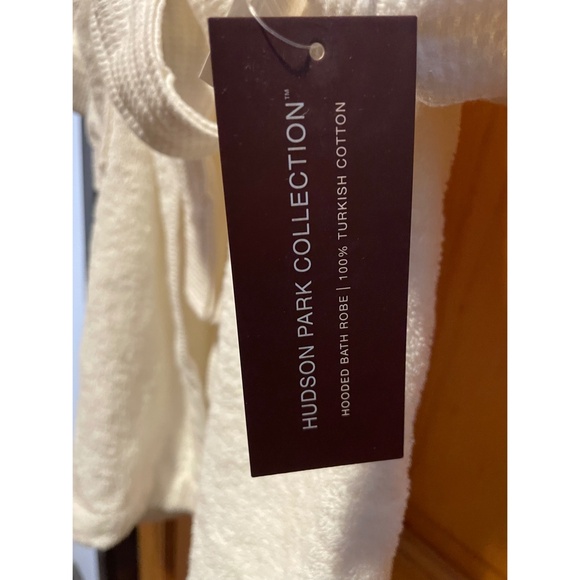 HUDSON PARK COLLECTION™
HOODED BATH ROBE | 100% TURKISH COTTON